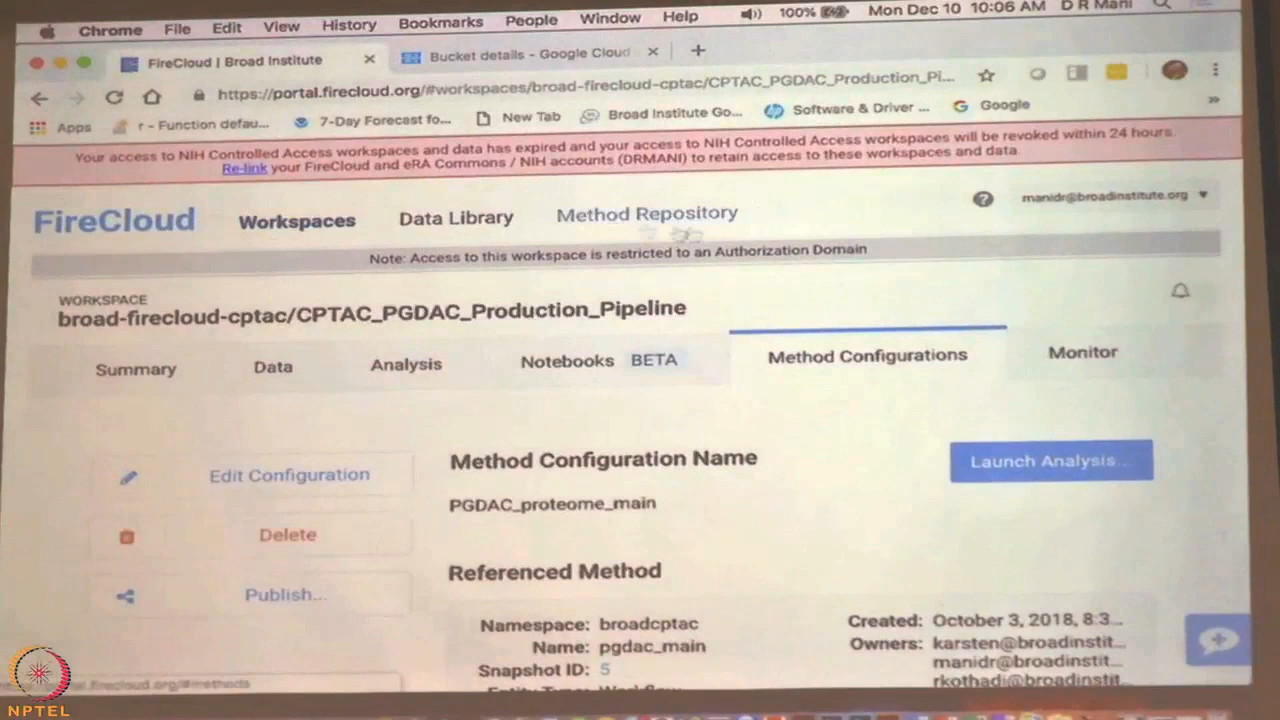 Chrome File Edit View History Bookmarks People Window Help 100% Mon Dec 10 10:06 AM D R Mani
FireCloud | Broad Institute × Bucket details - Google Cloud × +
https://portal.firecloud.org/#workspaces/broad-firecloud-cptac/CPTAC_PGDAC_Production_Pi...
Apps r - Function defau... 7-Day Forecast fo... New Tab Broad Institute Go... Software & Driver ... Google »
Your access to NIH Controlled Access workspaces and data has expired and your access to NIH Controlled Access workspaces will be revoked within 24 hours.
Re-link your FireCloud and eRA Commons / NIH accounts (DRMANI) to retain access to these workspaces and data.
FireCloud Workspaces Data Library Method Repository ? manidr@broadinstitute.org
Note: Access to this workspace is restricted to an Authorization Domain
WORKSPACE
broad-firecloud-cptac/CPTAC_PGDAC_Production_Pipeline
Summary Data Analysis Notebooks BETA Method Configurations Monitor
Edit Configuration
Delete
Publish...
Method Configuration Name
PGDAC_proteome_main
Launch Analysis...
Referenced Method
Namespace: broadcptac
Name: pgdac_main
Snapshot ID: 5
Created: October 3, 2018, 8:3...
Owners: karsten@broadinstit...
manidr@broadinstit...
rkothadi@broadinstit...
.firecloud.org/#methods
NPTEL